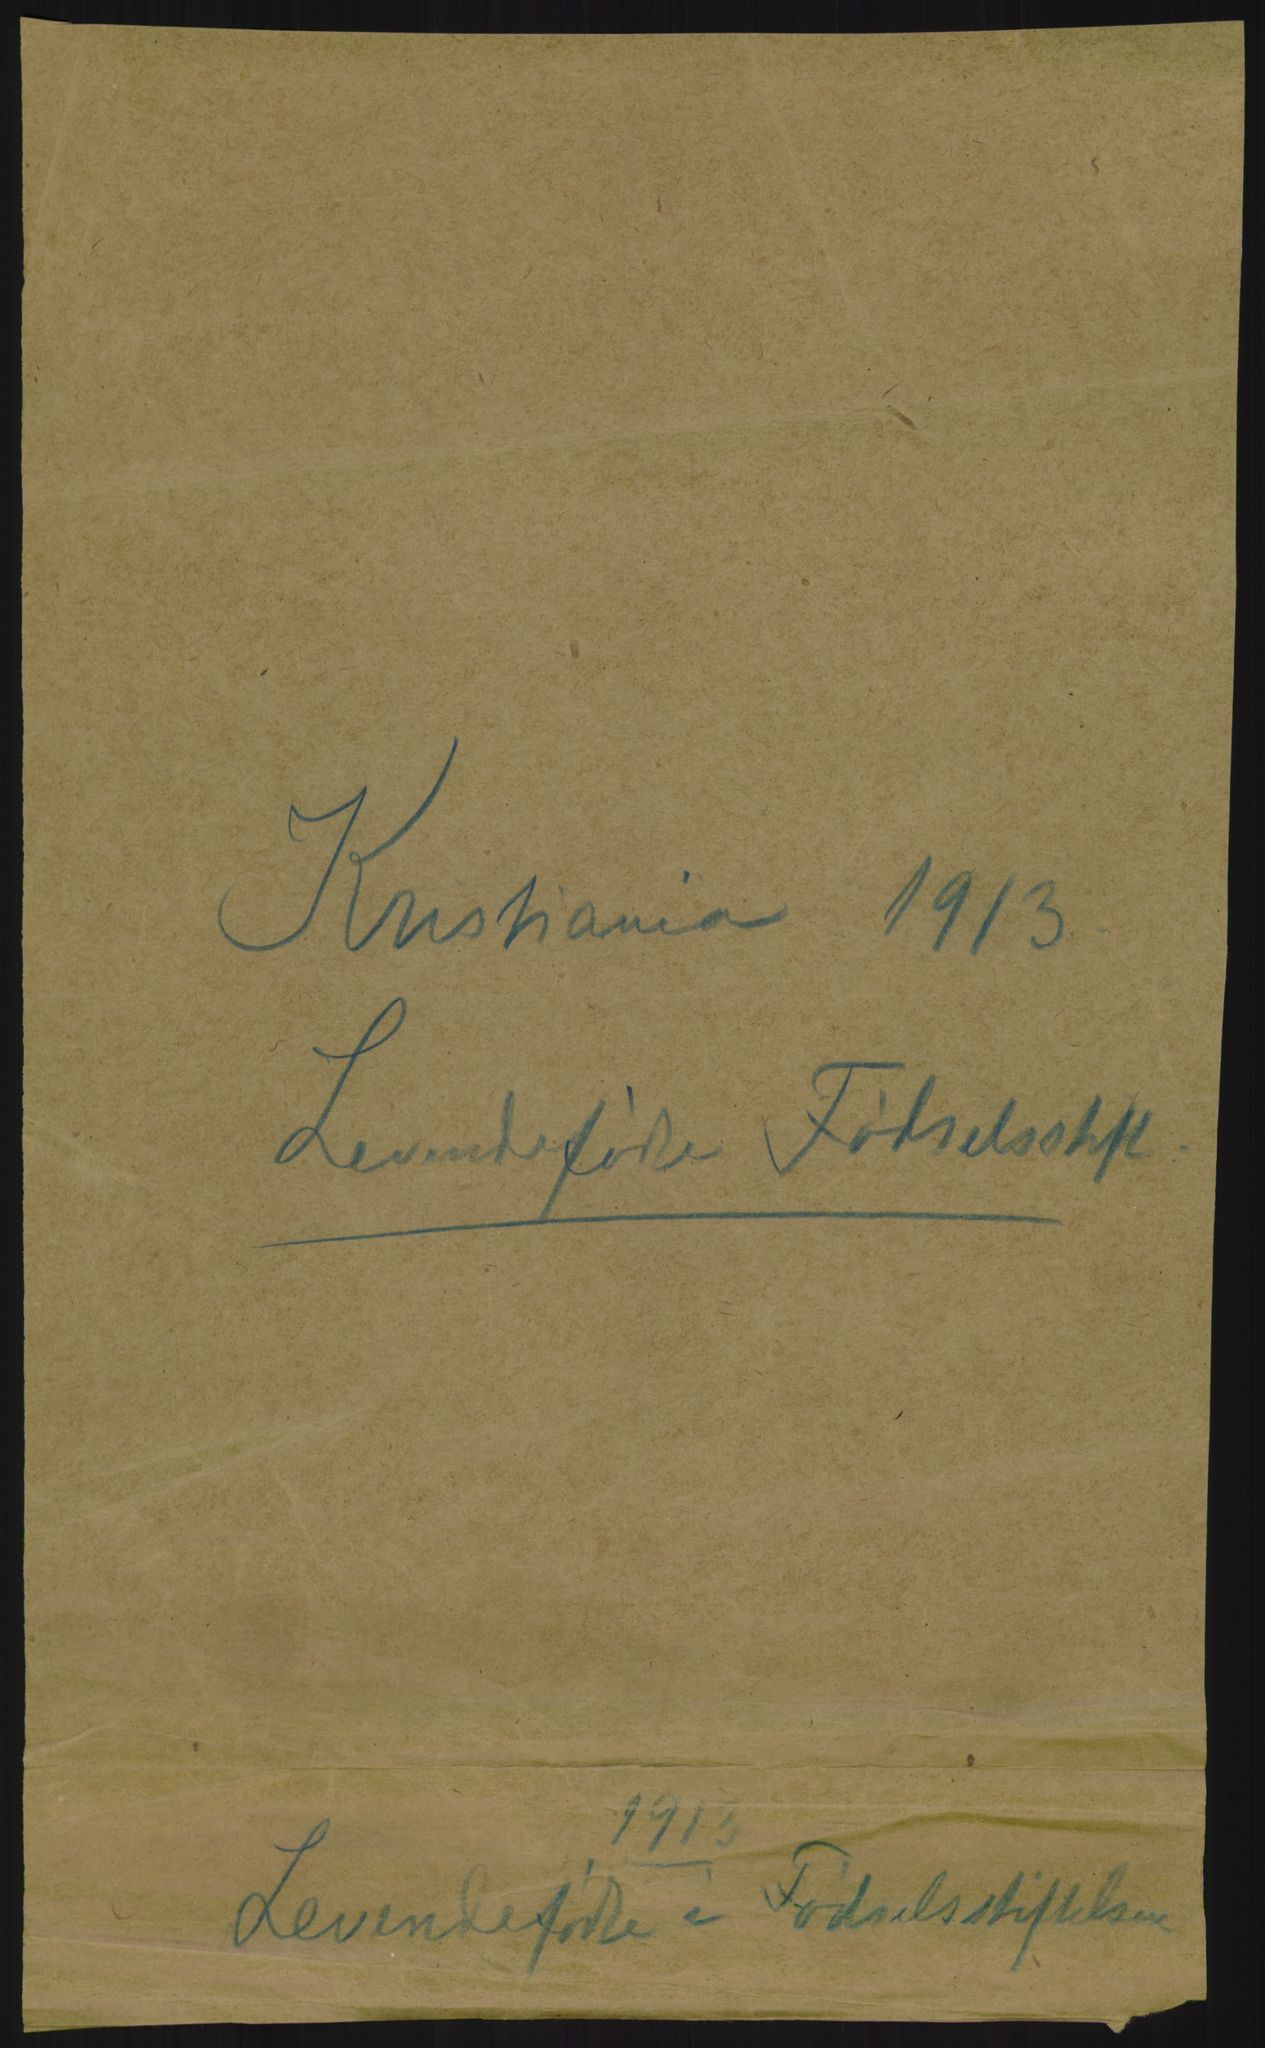 Kristiania 1913
Levendefødte Fødselsstift.
1913
Levendefødte i Fødselsstiftelsen